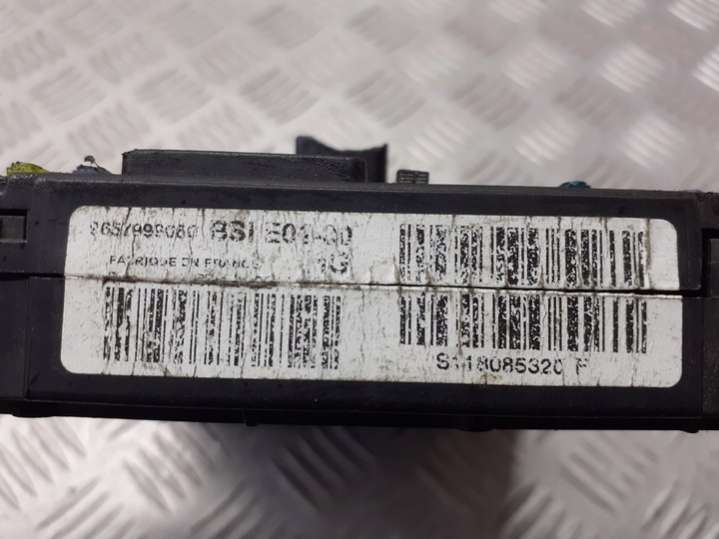 BSI E01-00
FABRIQUE EN FRANCE
S118085320 F